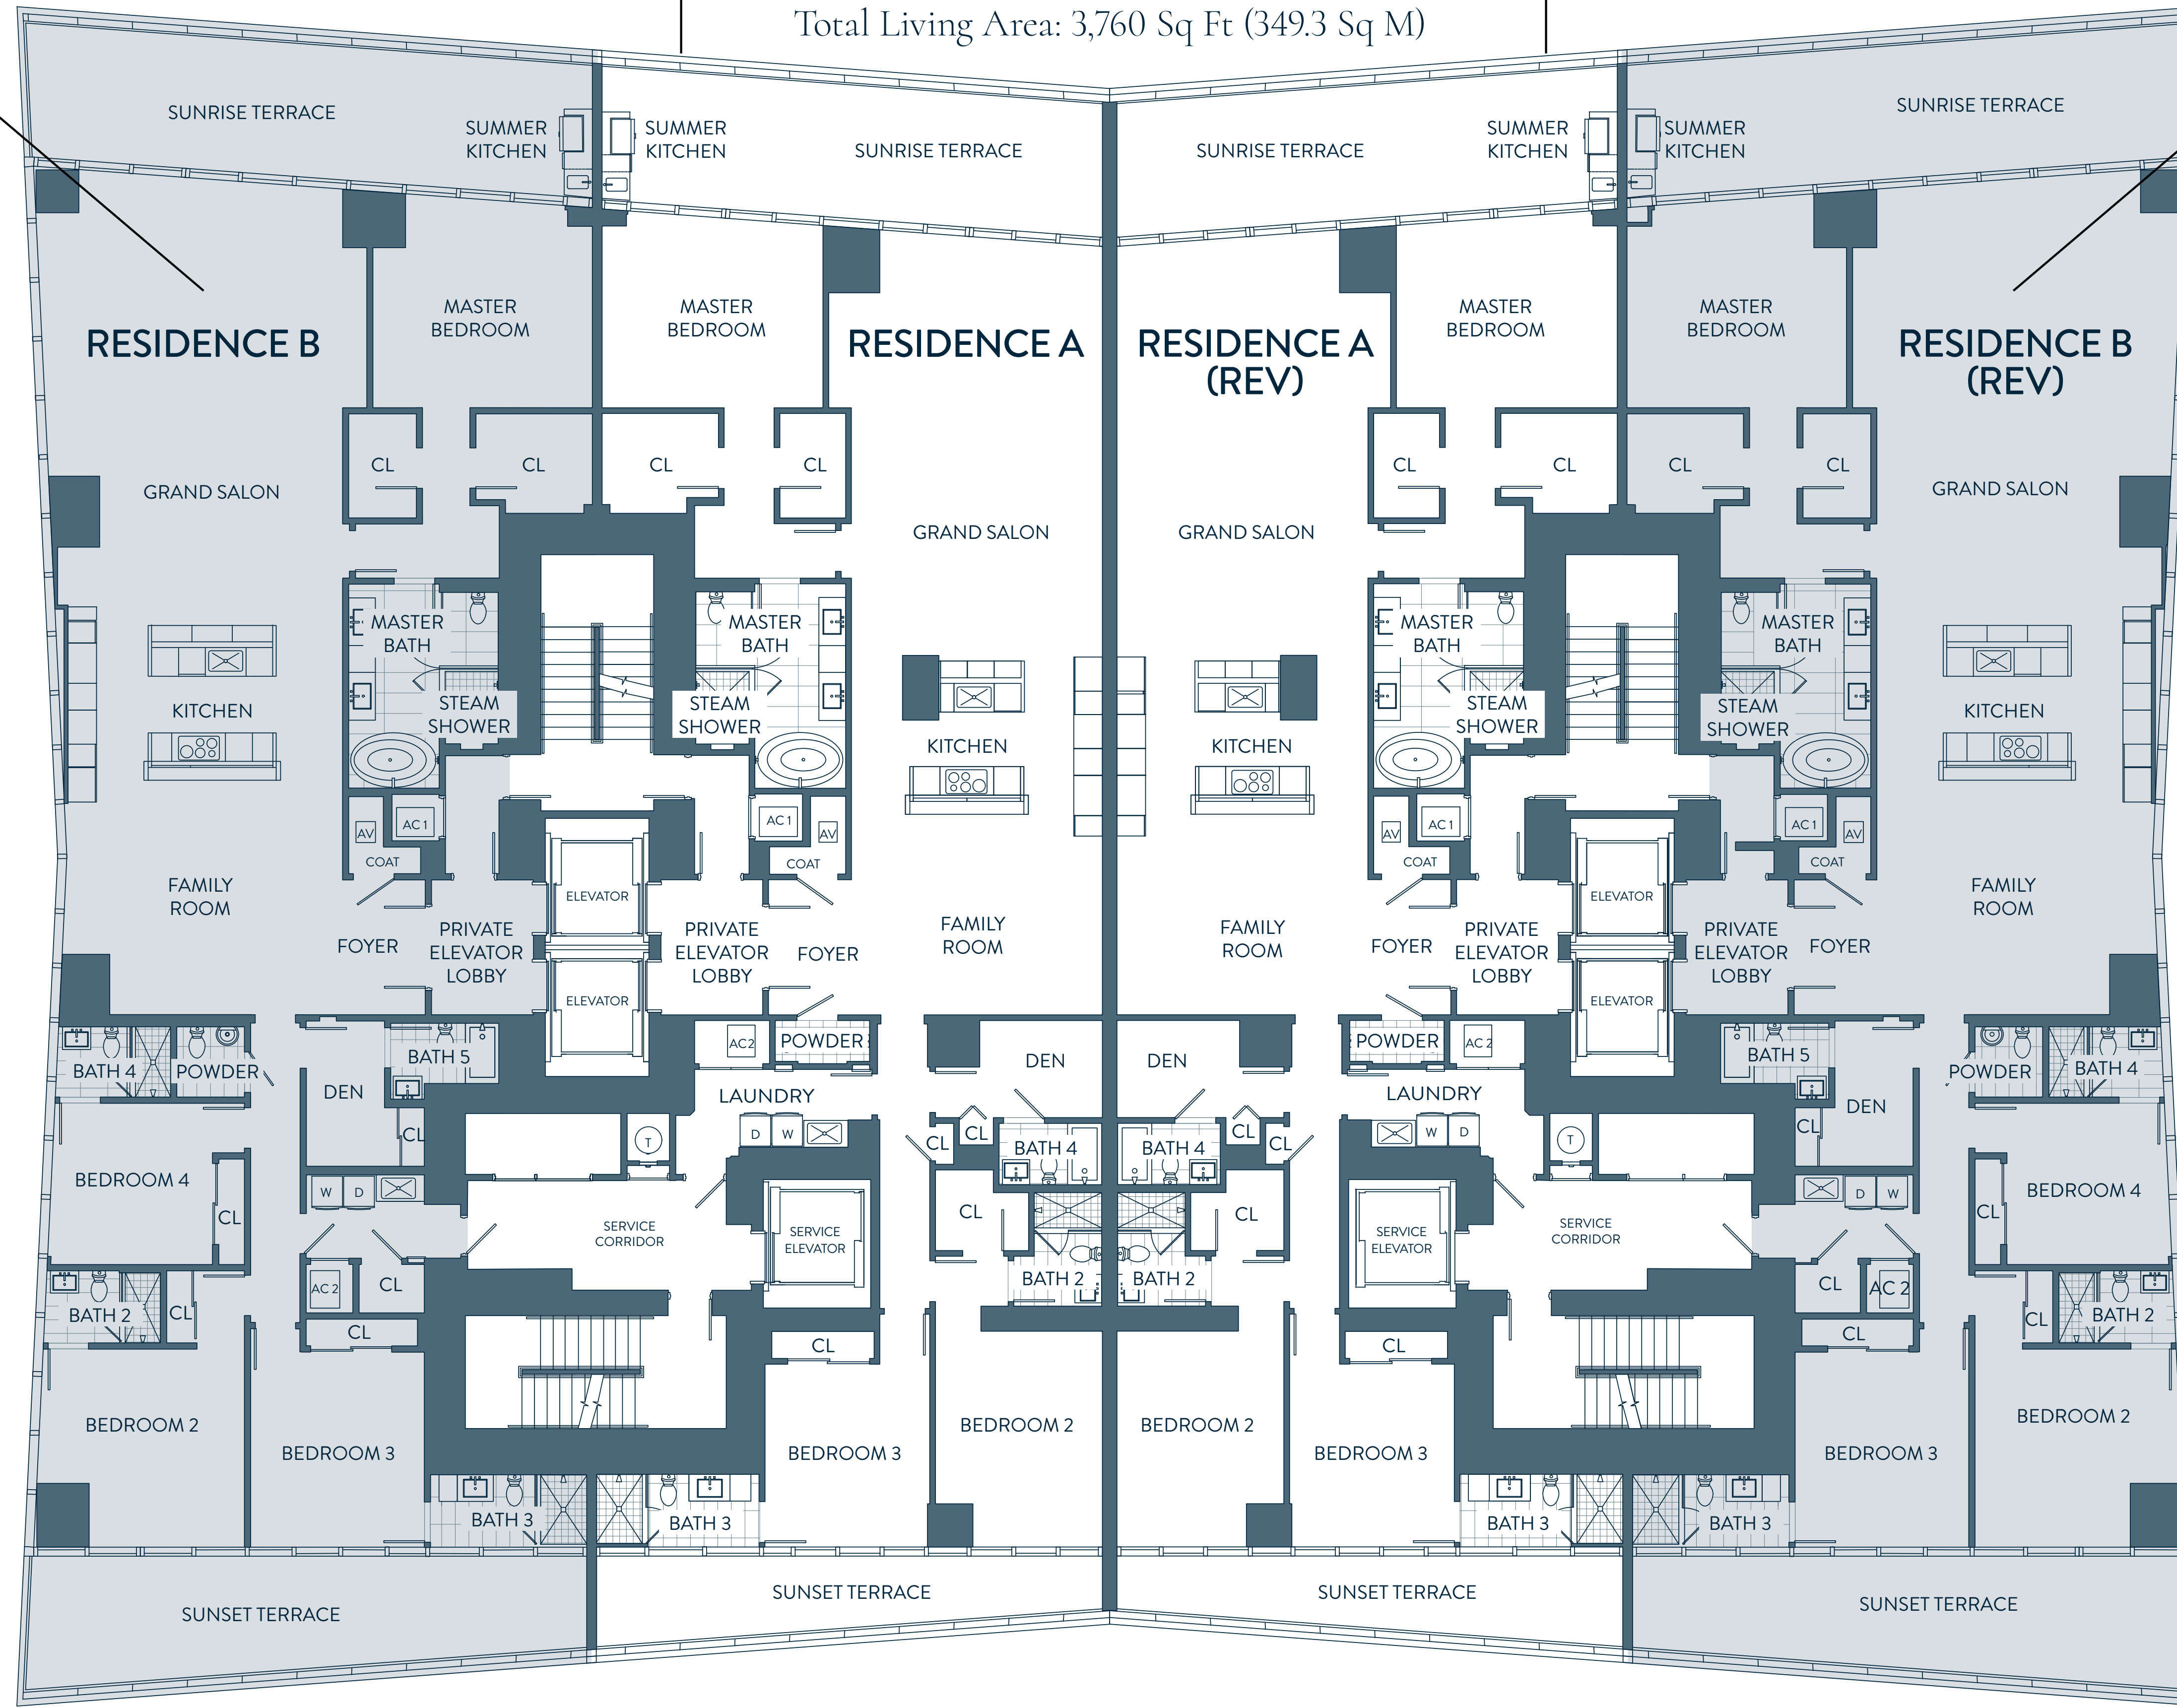 Total Living Area: 3,760 Sq Ft (349.3 Sq M)
SUNRISE TERRACE
SUMMER
KITCHEN
SUMMER
KITCHEN
SUNRISE TERRACE
SUNRISE TERRACE
SUMMER
KITCHEN
SUMMER
KITCHEN
SUNRISE TERRACE
RESIDENCE B
MASTER
BEDROOM
MASTER
BEDROOM
RESIDENCE A
RESIDENCE A
(REV)
MASTER
BEDROOM
MASTER
BEDROOM
RESIDENCE B
(REV)
CL
CL
CL
CL
CL
CL
CL
CL
GRAND SALON
GRAND SALON
GRAND SALON
GRAND SALON
MASTER
BATH
MASTER
BATH
MASTER
BATH
MASTER
BATH
STEAM
SHOWER
STEAM
SHOWER
STEAM
SHOWER
STEAM
SHOWER
KITCHEN
KITCHEN
KITCHEN
KITCHEN
AV
AC 1
COAT
AC 1
AV
COAT
AV
AC 1
COAT
AC 1
AV
COAT
FAMILY
ROOM
FOYER
PRIVATE
ELEVATOR
LOBBY
ELEVATOR
ELEVATOR
PRIVATE
ELEVATOR
LOBBY
FOYER
FAMILY
ROOM
FAMILY
ROOM
FOYER
PRIVATE
ELEVATOR
LOBBY
ELEVATOR
ELEVATOR
PRIVATE
ELEVATOR
LOBBY
FOYER
FAMILY
ROOM
BATH 4
POWDER
DEN
BATH 5
AC2
POWDER
DEN
DEN
POWDER
AC 2
BATH 5
DEN
POWDER
BATH 4
LAUNDRY
LAUNDRY
CL
T
D
W
CL
CL
BATH 4
BATH 4
CL
CL
W
D
T
CL
BEDROOM 4
CL
W
D
SERVICE
CORRIDOR
SERVICE
ELEVATOR
CL
CL
SERVICE
ELEVATOR
SERVICE
CORRIDOR
D
W
CL
BEDROOM 4
BATH 2
CL
AC 2
CL
CL
BATH 2
BATH 2
CL
AC 2
CL
CL
BATH 2
CL
CL
BEDROOM 2
BEDROOM 3
BEDROOM 3
BEDROOM 2
BEDROOM 2
BEDROOM 3
BEDROOM 3
BEDROOM 2
BATH 3
BATH 3
BATH 3
BATH 3
SUNSET TERRACE
SUNSET TERRACE
SUNSET TERRACE
SUNSET TERRACE